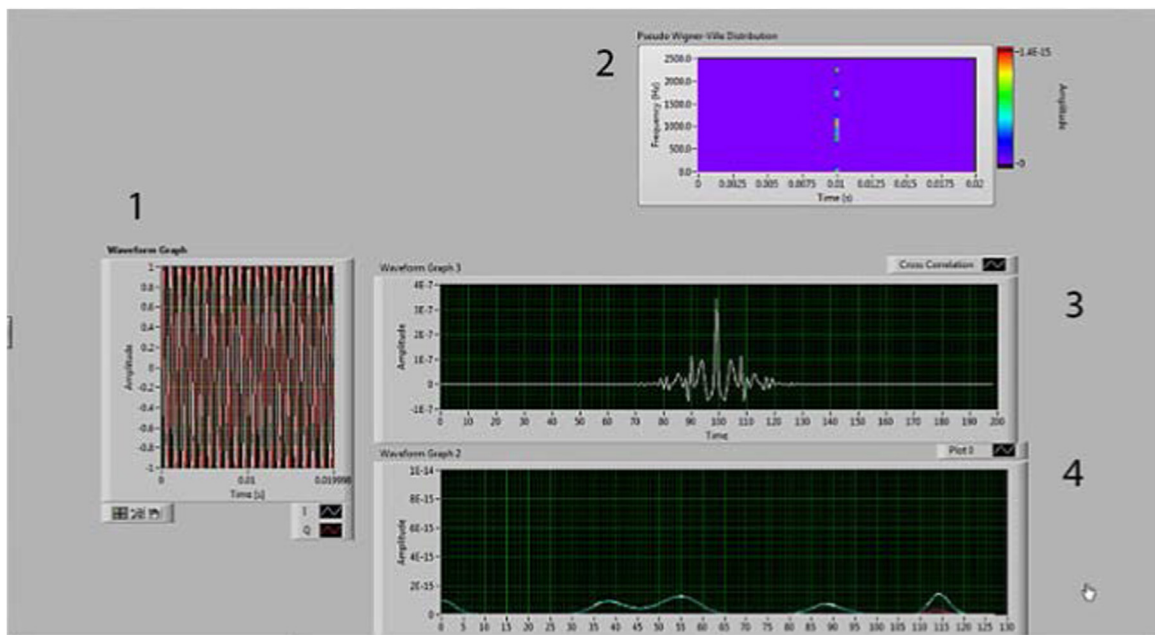 Pseudo Wigner-Ville Distribution
2
2500.0
2000.0
1500.0
1000.0
500.0
0.0
Frequency (Hz)
0 0.0025 0.005 0.0075 0.01 0.0125 0.015 0.0175 0.02
Time (s)
1.4E-15
0
Amplitude
1
Waveform Graph
1
0.8
0.6
0.4
0.2
0
-0.2
-0.4
-0.6
-0.8
-1
Amplitude
0 0.01 0.019998
Time (s)
I
Q
Waveform Graph 3
Cross Correlation
3
4E-7
3E-7
2E-7
1E-7
0
-1E-7
Amplitude
0 10 20 30 40 50 60 70 80 90 100 110 120 130 140 150 160 170 180 190 200
Time
Waveform Graph 2
Plot 0
4
1E-14
8E-15
6E-15
4E-15
2E-15
0
Amplitude
0 5 10 15 20 25 30 35 40 45 50 55 60 65 70 75 80 85 90 95 100 105 110 115 120 125 130